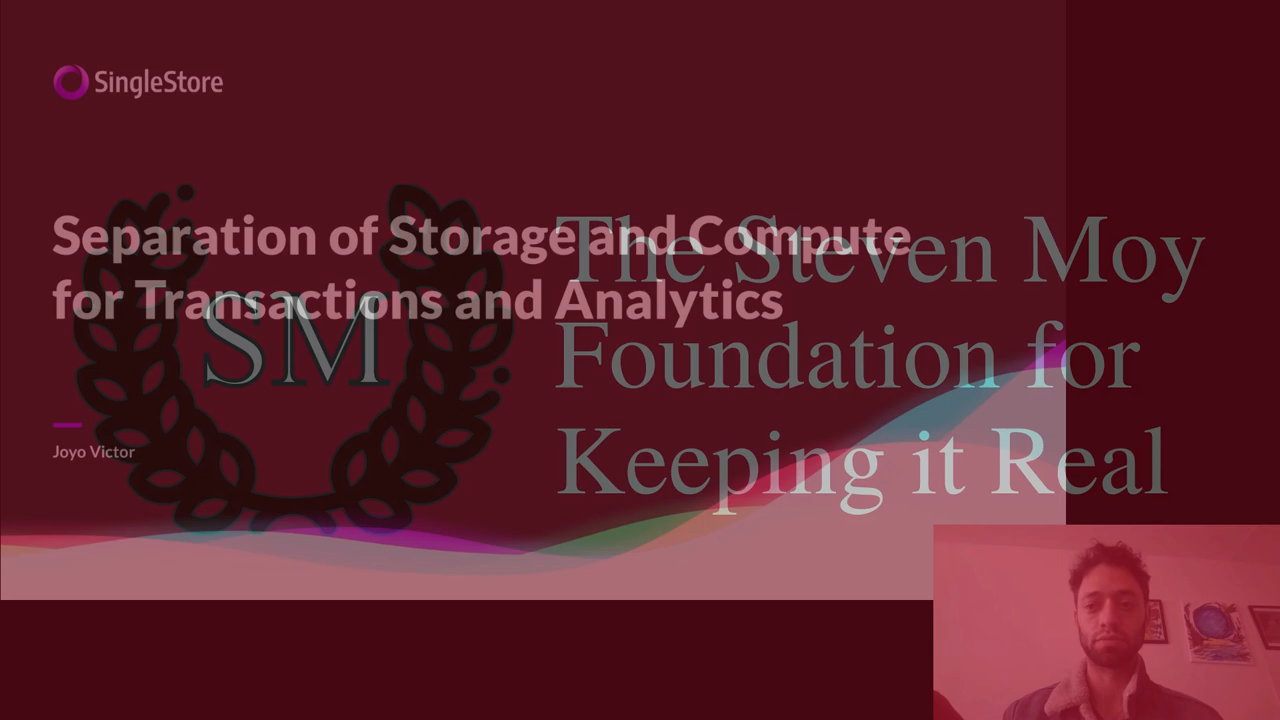 SingleStore
Separation of Storage and Compute
for Transactions and Analytics
Joyo Victor
SM
The Steven Moy
Foundation for
Keeping it Real